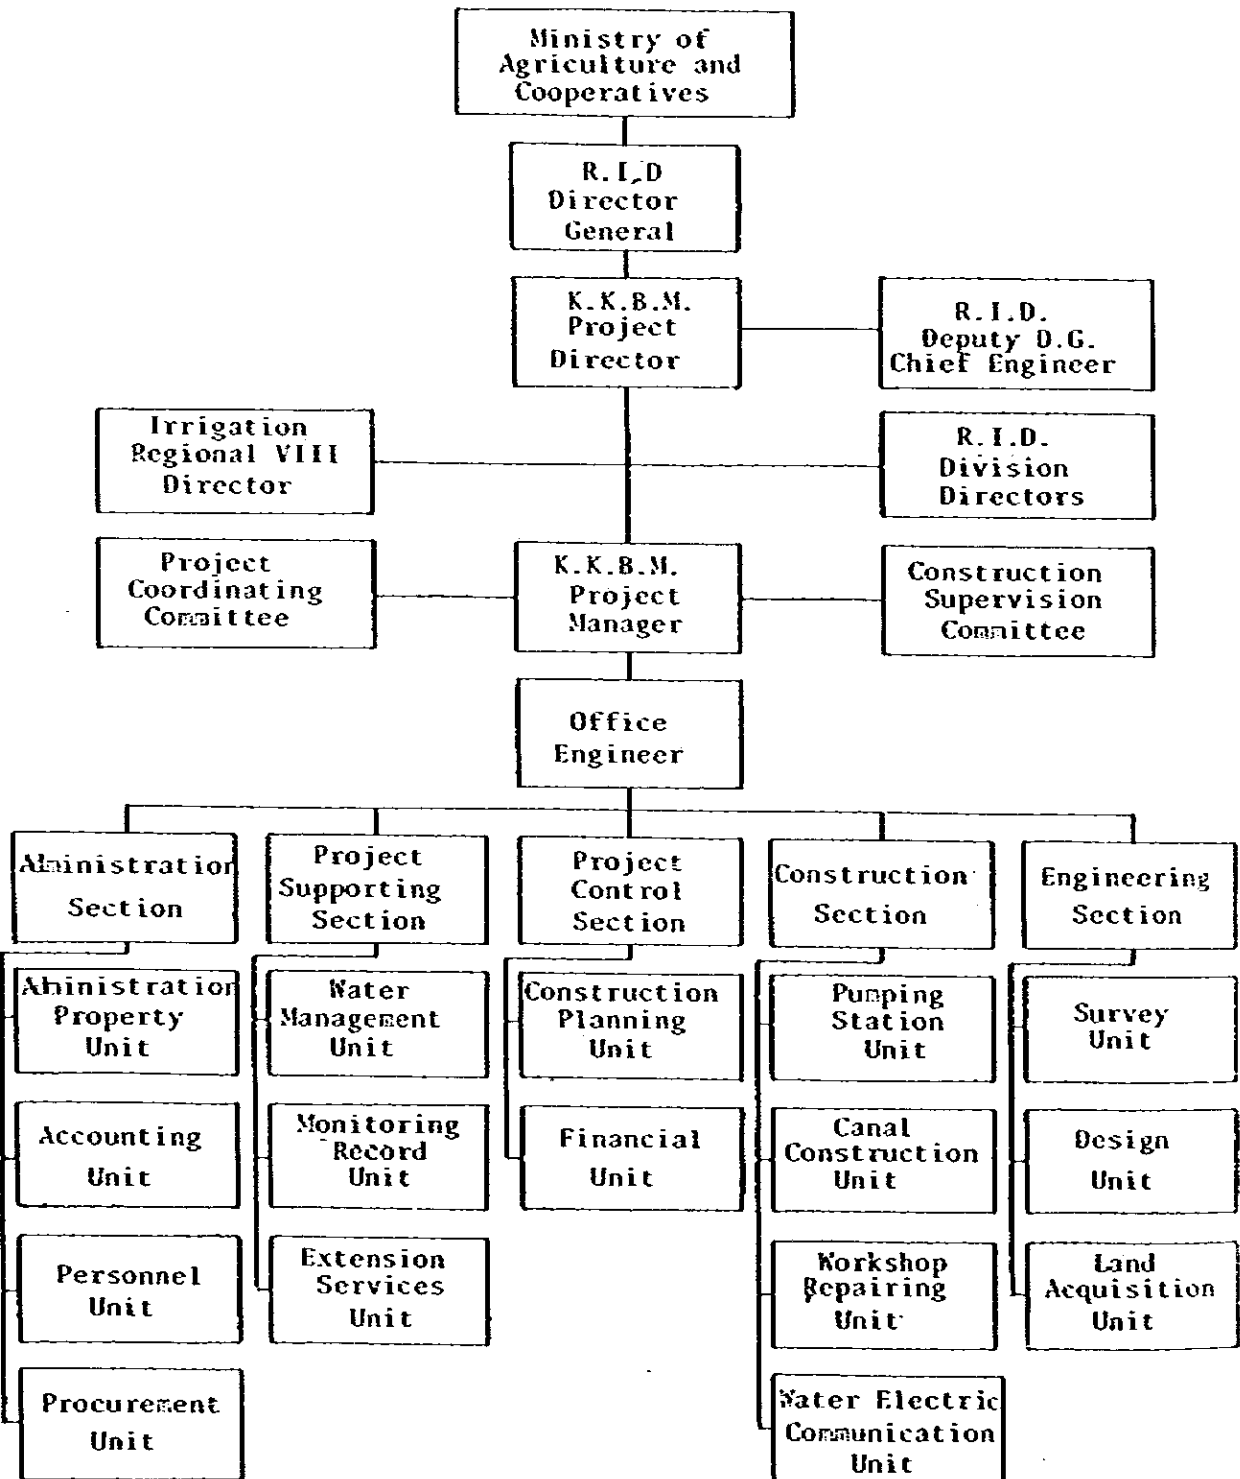 Ministry of
Agriculture and
Cooperatives
R.I.D
Director
General
K.K.B.M.
Project
Director
R.I.D.
Deputy D.G.
Chief Engineer
Irrigation
Regional VIII
Director
R.I.D.
Division
Directors
Project
Coordinating
Committee
K.K.B.M.
Project
Manager
Construction
Supervision
Committee
Office
Engineer
Administration
Section
Project
Supporting
Section
Project
Control
Section
Construction
Section
Engineering
Section
Administration
Property
Unit
Water
Management
Unit
Construction
Planning
Unit
Pumping
Station
Unit
Survey
Unit
Accounting
Unit
Monitoring
Record
Unit
Financial
Unit
Canal
Construction
Unit
Design
Unit
Personnel
Unit
Extension
Services
Unit
Workshop
Repairing
Unit
Land
Acquisition
Unit
Procurement
Unit
Water Electric
Communication
Unit